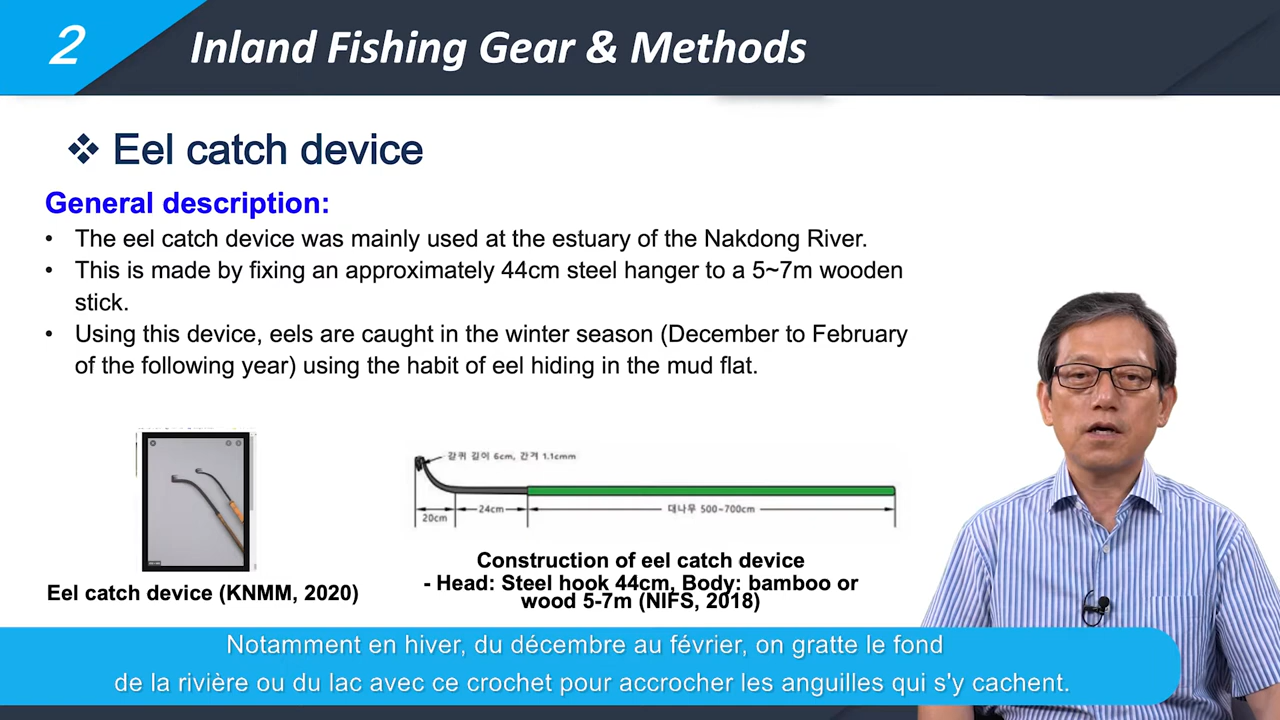 2
Inland Fishing Gear & Methods
❖ Eel catch device
General description:
• The eel catch device was mainly used at the estuary of the Nakdong River.
• This is made by fixing an approximately 44cm steel hanger to a 5~7m wooden
stick.
• Using this device, eels are caught in the winter season (December to February
of the following year) using the habit of eel hiding in the mud flat.
갈퀴 길이 6cm, 간격 1.1cmm
20cm
24cm
대나무 500~700cm
Construction of eel catch device
- Head: Steel hook 44cm, Body: bamboo or
wood 5-7m (NIFS, 2018)
Eel catch device (KNMM, 2020)
Notamment en hiver, du décembre au février, on gratte le fond
de la rivière ou du lac avec ce crochet pour accrocher les anguilles qui s'y cachent.